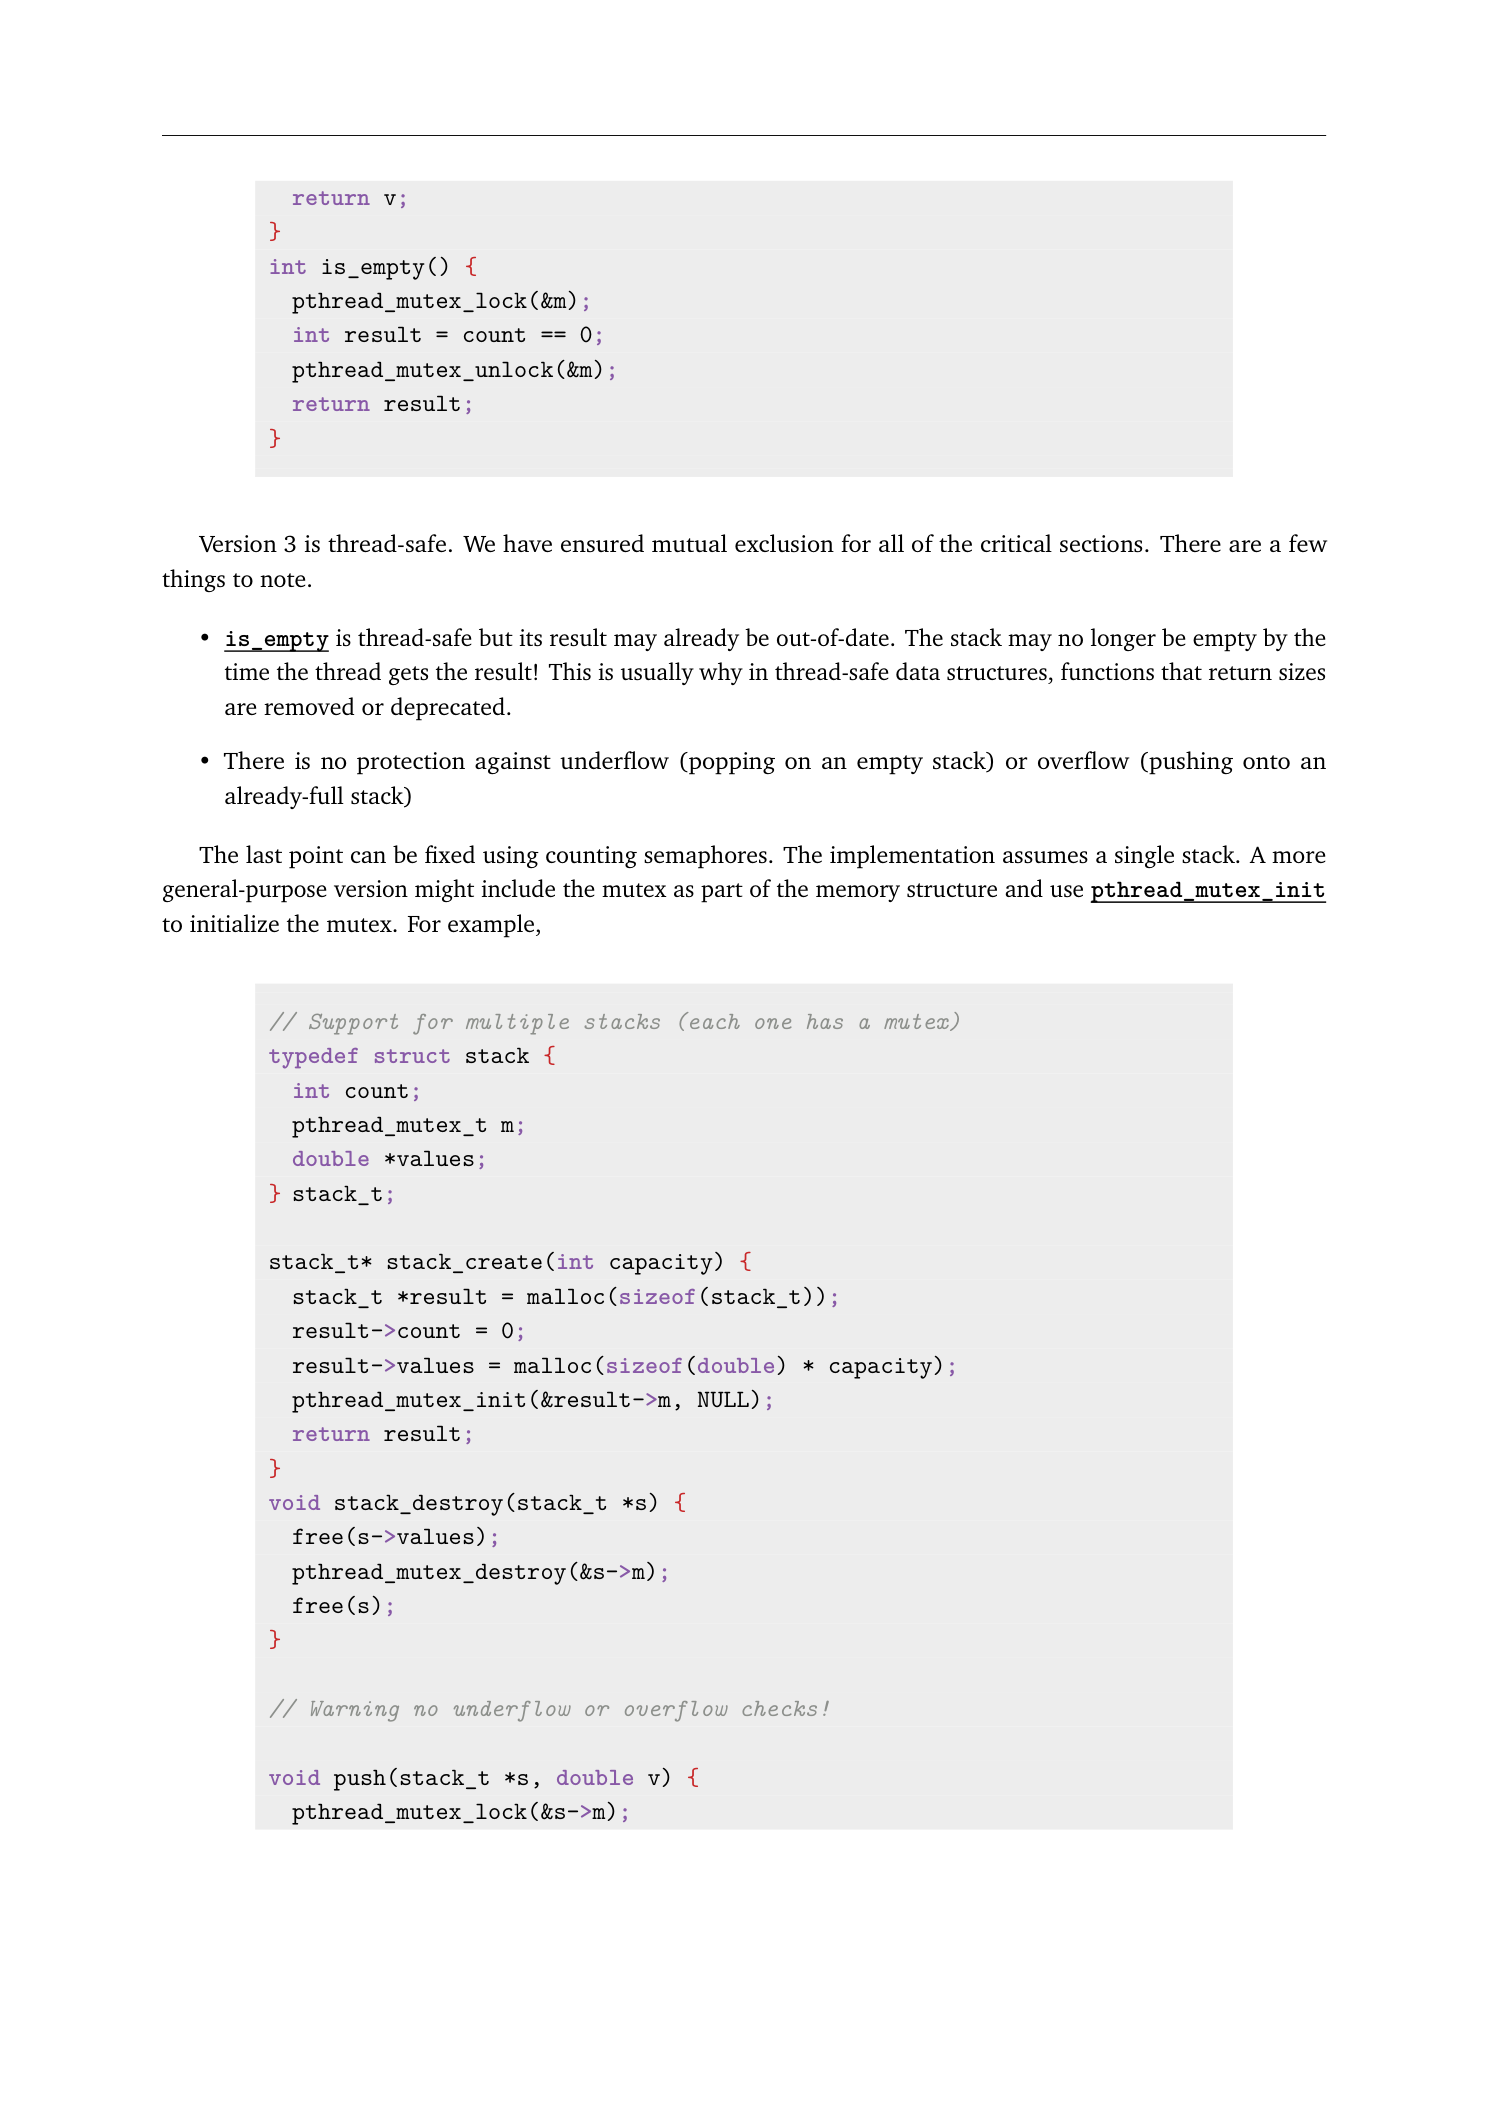 return v;
}
int is_empty() {
pthread_mutex_lock(&m);
int result = count == 0;
pthread_mutex_unlock(&m);
return result;
}
Version 3 is thread-safe. We have ensured mutual exclusion for all of the critical sections. There are a few
things to note.
• is_empty is thread-safe but its result may already be out-of-date. The stack may no longer be empty by the
time the thread gets the result! This is usually why in thread-safe data structures, functions that return sizes
are removed or deprecated.
• There is no protection against underflow (popping on an empty stack) or overflow (pushing onto an
already-full stack)
The last point can be fixed using counting semaphores. The implementation assumes a single stack. A more
general-purpose version might include the mutex as part of the memory structure and use pthread_mutex_init
to initialize the mutex. For example,
// Support for multiple stacks (each one has a mutex)
typedef struct stack {
int count;
pthread_mutex_t m;
double *values;
} stack_t;
stack_t* stack_create(int capacity) {
stack_t *result = malloc(sizeof(stack_t));
result->count = 0;
result->values = malloc(sizeof(double) * capacity);
pthread_mutex_init(&result->m, NULL);
return result;
}
void stack_destroy(stack_t *s) {
free(s->values);
pthread_mutex_destroy(&s->m);
free(s);
}
// Warning no underflow or overflow checks!
void push(stack_t *s, double v) {
pthread_mutex_lock(&s->m);